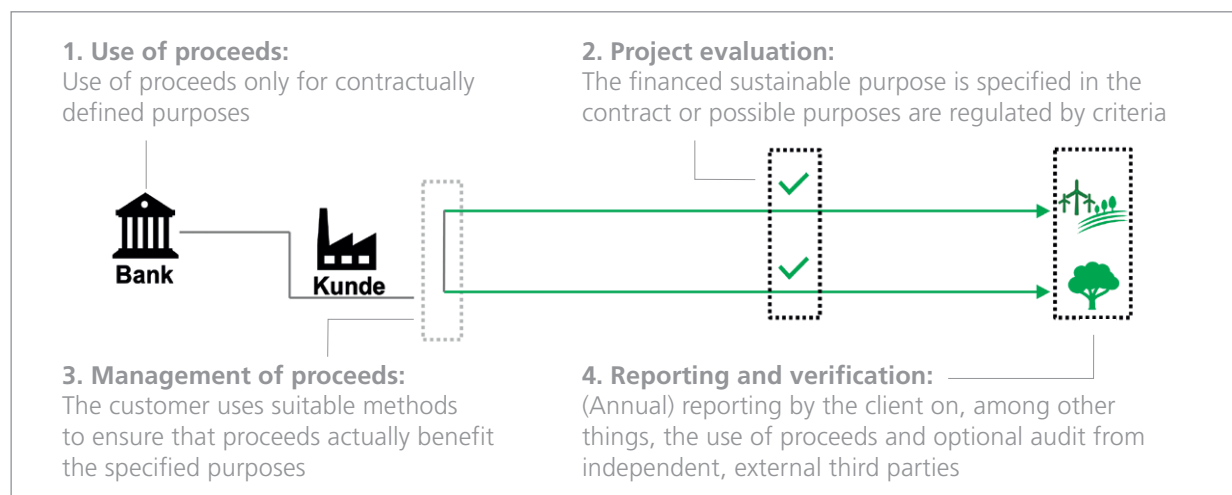 1. Use of proceeds:
Use of proceeds only for contractually
defined purposes
2. Project evaluation:
The financed sustainable purpose is specified in the
contract or possible purposes are regulated by criteria
Bank
Kunde
3. Management of proceeds:
The customer uses suitable methods
to ensure that proceeds actually benefit
the specified purposes
4. Reporting and verification:
(Annual) reporting by the client on, among other
things, the use of proceeds and optional audit from
independent, external third parties